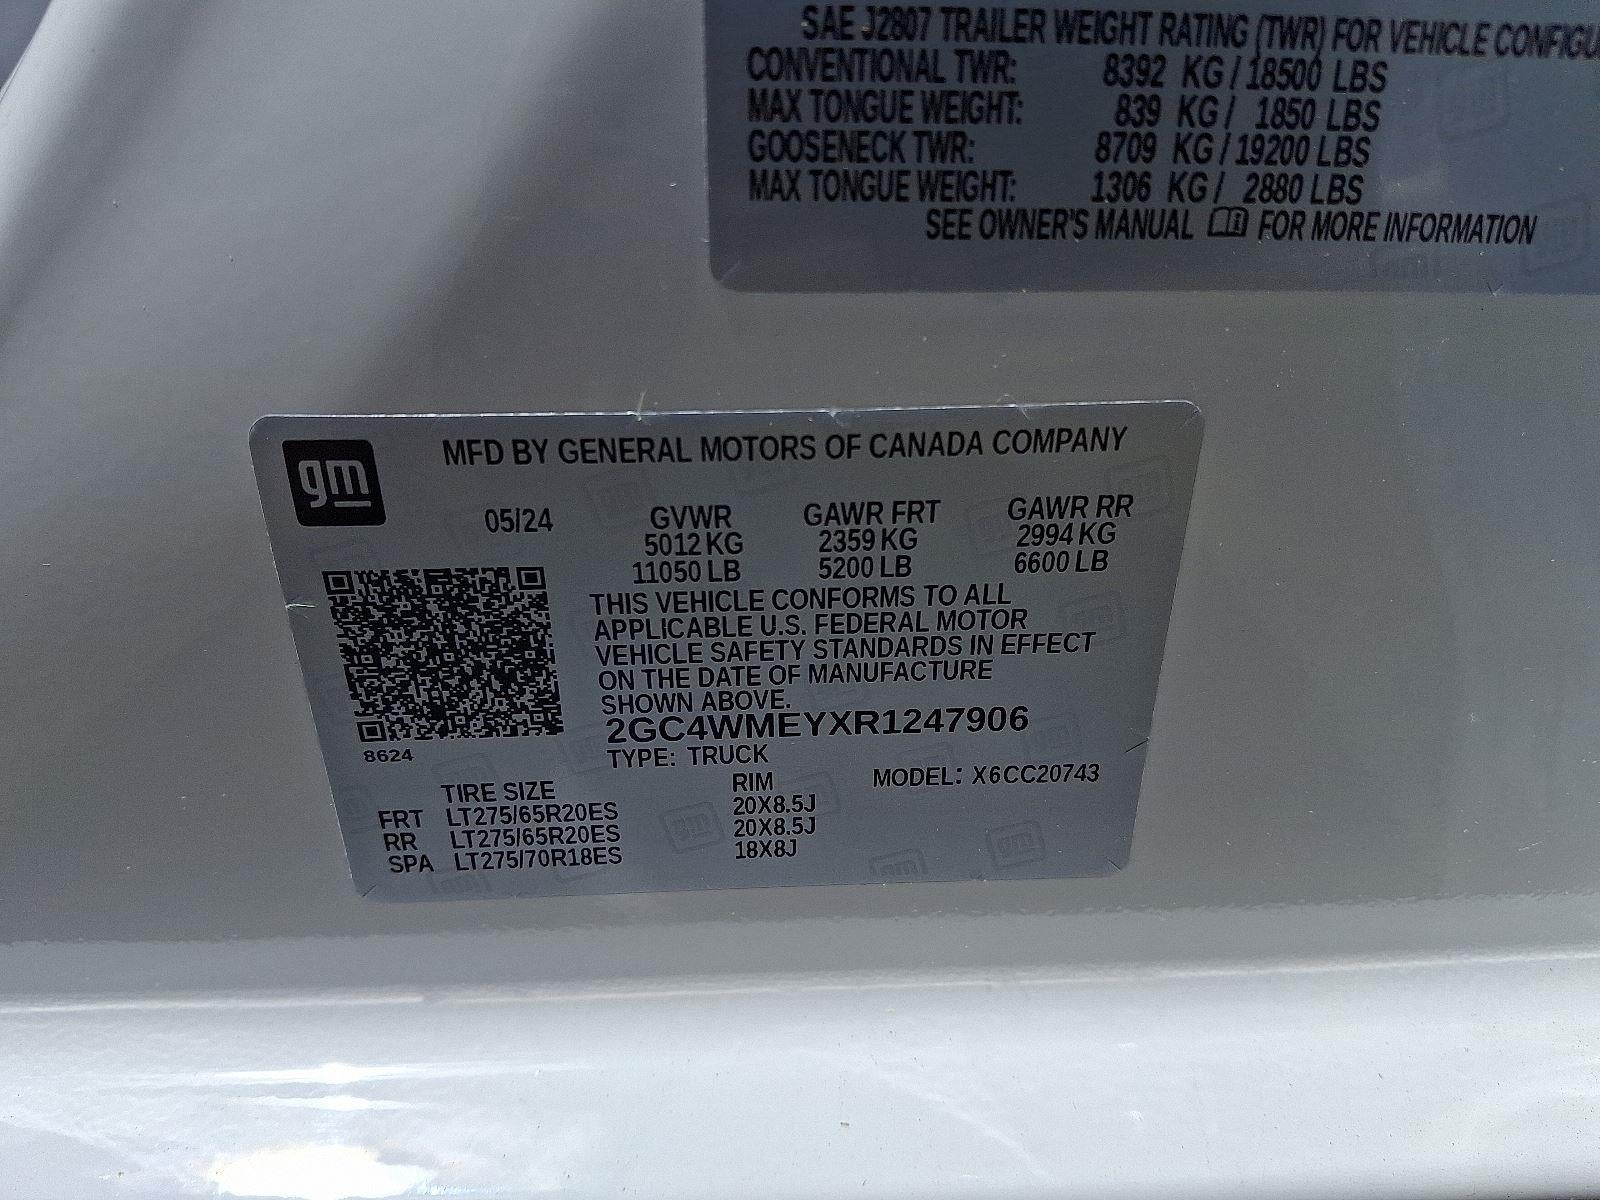 SAE J2807 TRAILER WEIGHT RATING (TWR) FOR VEHICLE
CONVENTIONAL TWR: 8392 KG / 18500 LBS
MAX TONGUE WEIGHT: 839 KG / 1850 LBS
GOOSENECK TWR: 8709 KG / 19200 LBS
MAX TONGUE WEIGHT: 1306 KG / 2880 LBS
SEE OWNER'S MANUAL FOR MORE INFORMATION
gm
MFD BY GENERAL MOTORS OF CANADA COMPANY
05/24 GVWR GAWR FRT GAWR RR
5012 KG 2359 KG 2994 KG
11050 LB 5200 LB 6600 LB
THIS VEHICLE CONFORMS TO ALL
APPLICABLE U.S. FEDERAL MOTOR
VEHICLE SAFETY STANDARDS IN EFFECT
ON THE DATE OF MANUFACTURE
SHOWN ABOVE.
2GC4WMEYXR1247906
8624
TYPE: TRUCK
MODEL: X6CC20743
TIRE SIZE RIM
FRT LT275/65R20ES 20X8.5J
RR LT275/65R20ES 20X8.5J
SPA LT275/70R18ES 18X8J